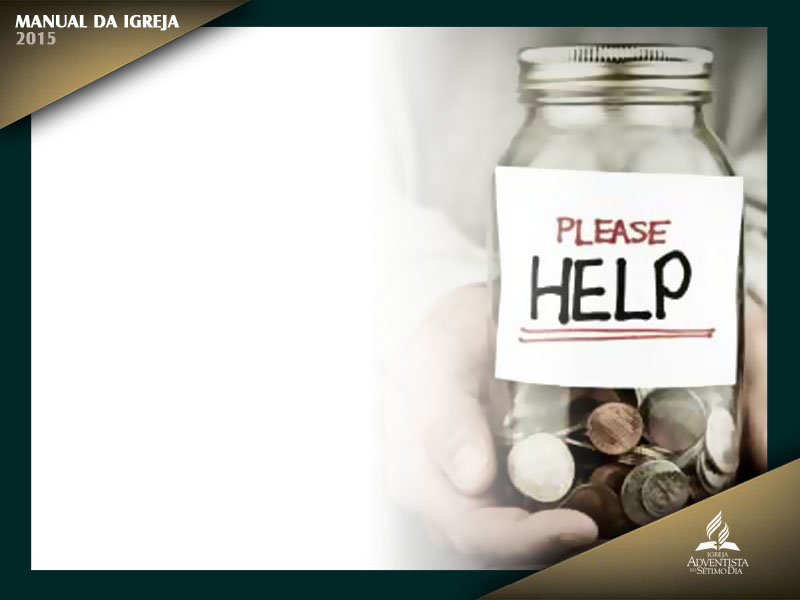 MANUAL DA IGREJA
2015
PLEASE
HELP
IGREJA
ADVENTISTA
DO SÉTIMO DIA